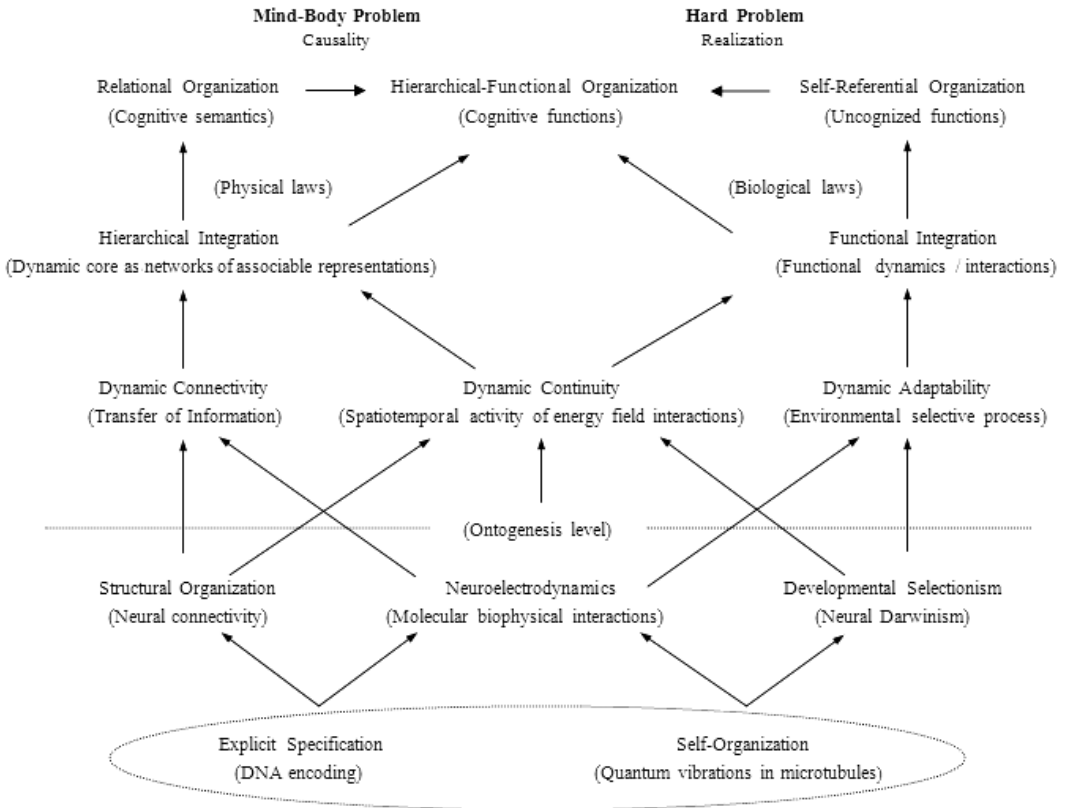 Mind-Body Problem
Hard Problem
Causality
Realization
Relational Organization
Hierarchical-Functional Organization
Self-Referential Organization
(Cognitive semantics)
(Cognitive functions)
(Uncognized functions)
(Physical laws)
(Biological laws)
Hierarchical Integration
Functional Integration
(Dynamic core as networks of associable representations)
(Functional dynamics / interactions)
Dynamic Connectivity
Dynamic Continuity
Dynamic Adaptability
(Transfer of Information)
(Spatiotemporal activity of energy field interactions)
(Environmental selective process)
(Ontogenesis level)
Structural Organization
Neuroelectrodynamics
Developmental Selectionism
(Neural connectivity)
(Molecular biophysical interactions)
(Neural Darwinism)
Explicit Specification
Self-Organization
(DNA encoding)
(Quantum vibrations in microtubules)